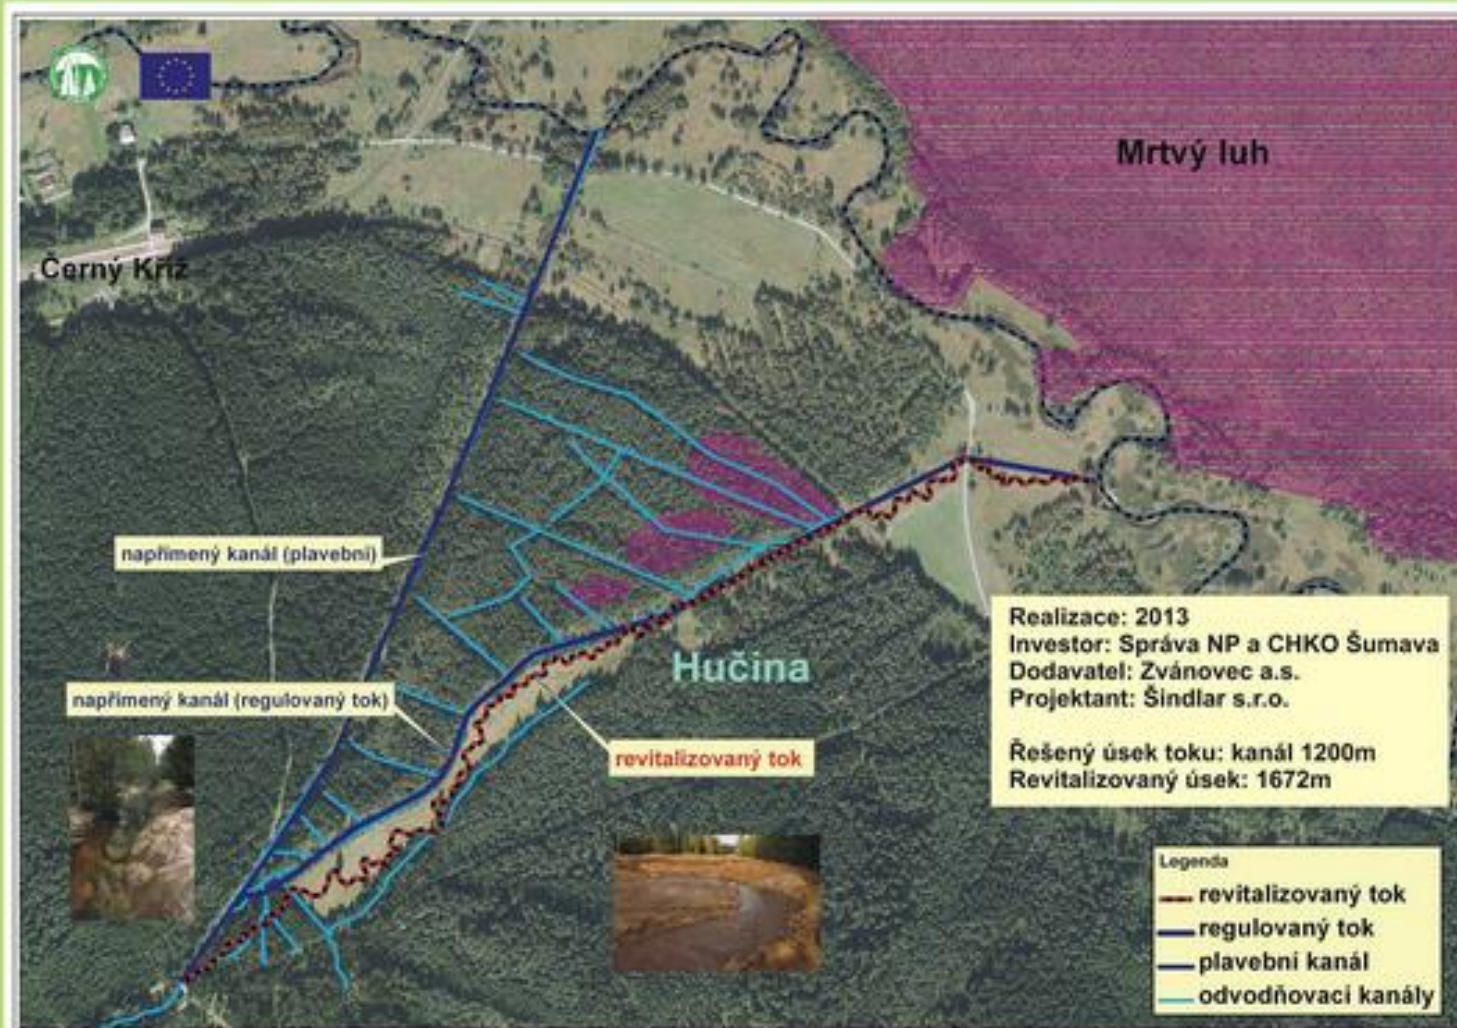 Mrtvý luh
Černý Kříž
napřímený kanál (plavební)
napřímený kanál (regulovaný tok)
Hučina
revitalizovaný tok
Realizace: 2013
Investor: Správa NP a CHKO Šumava
Dodavatel: Zvánovec a.s.
Projektant: Šindlar s.r.o.
Řešený úsek toku: kanál 1200m
Revitalizovaný úsek: 1672m
Legenda
revitalizovaný tok
regulovaný tok
plavební kanál
odvodňovací kanály